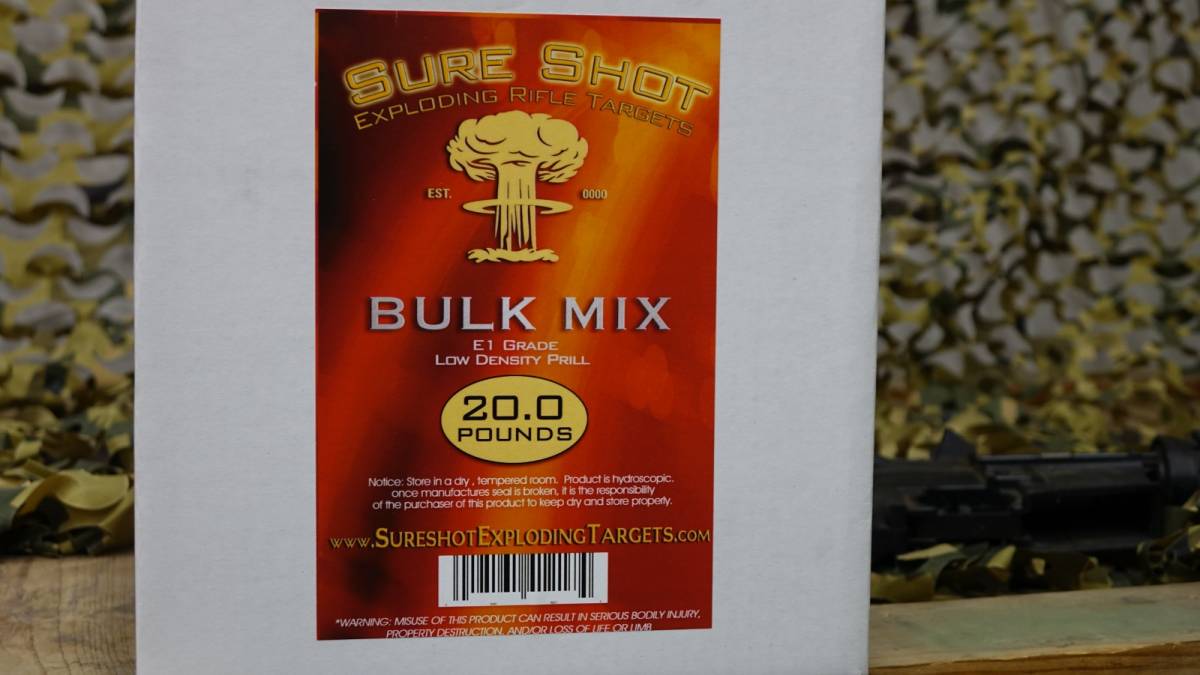 SURE SHOT
EXPLODING RIFLE TARGETS
EST. 0000
BULK MIX
E1 GRADE
LOW DENSITY PRILL
20.0
POUNDS
Notice: Store in a dry , tempered room. Product is hydroscopic.
once manufactures seal is broken, it is the responsibility
of the purchaser of this product to keep dry and store properly.
WWW.SURESHOTEXPLODINGTARGETS.COM
*WARNING: MISUSE OF THIS PRODUCT CAN RESULT IN SERIOUS BODILY INJURY,
PROPERTY DESTRUCTION, AND/OR LOSS OF LIFE OR LIMB